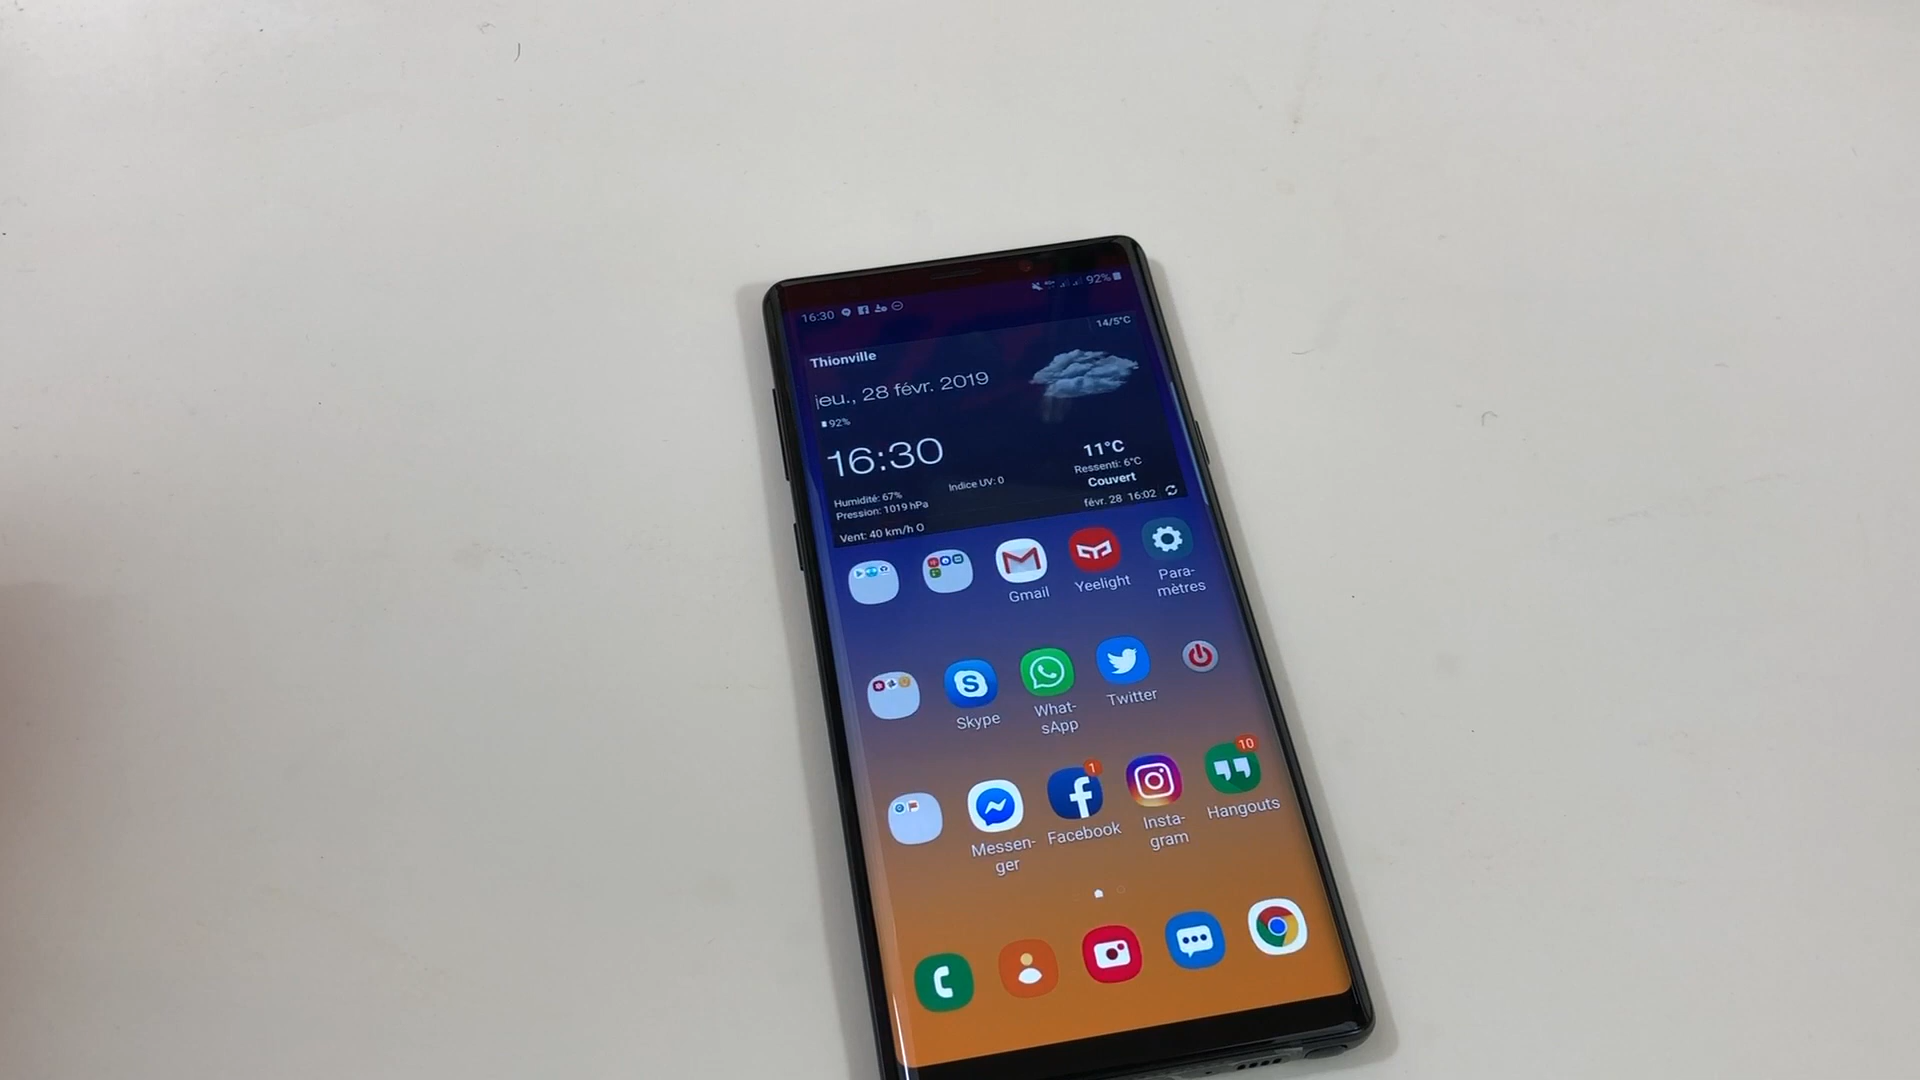 16:30
92%
14/5°C
Thionville
jeu., 28 févr. 2019
92%
16:30
11°C
Ressenti: 6°C
Couvert
Humidité: 67%
Indice UV: 0
Pression: 1019 hPa
févr. 28 16:02
Vent: 40 km/h O
Gmail
Yeelight
Para-
mètres
Skype
What-
sApp
Twitter
Messen-
ger
1
Facebook
Insta-
gram
10
Hangouts